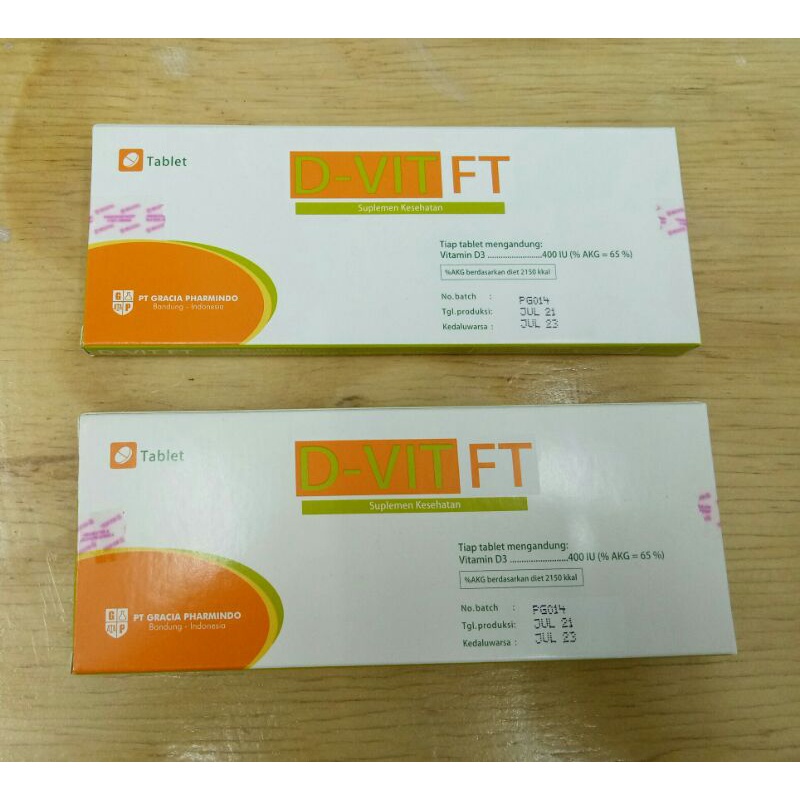 Tablet
D-VIT FT
Suplemen Kesehatan
Tiap tablet mengandung:
Vitamin D3 ..........................400 IU (% AKG = 65 %)
%AKG berdasarkan diet 2150 kkal
No.batch : PG014
Tgl.produksi: JUL 21
Kedaluwarsa : JUL 23
G P
PT GRACIA PHARMINDO
Bandung - Indonesia
D-VIT FT
Tablet
D-VIT FT
Suplemen Kesehatan
Tiap tablet mengandung:
Vitamin D3 ..........................400 IU (% AKG = 65 %)
%AKG berdasarkan diet 2150 kkal
No.batch : PG014
Tgl.produksi: JUL 21
Kedaluwarsa : JUL 23
G P
PT GRACIA PHARMINDO
Bandung - Indonesia